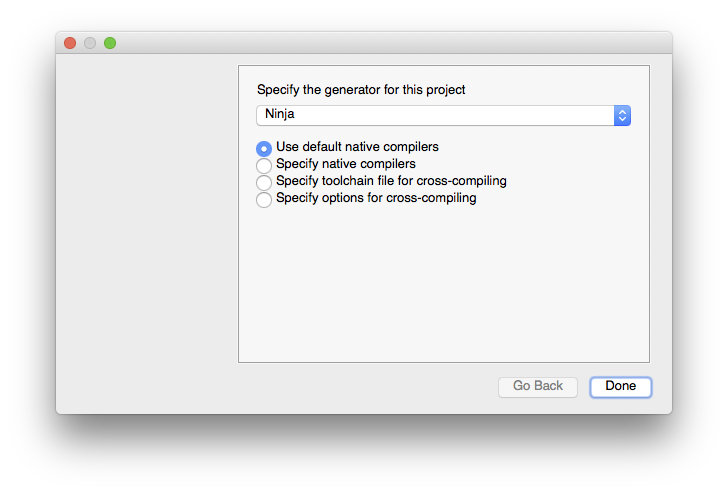 Specify the generator for this project
Ninja
Use default native compilers
Specify native compilers
Specify toolchain file for cross-compiling
Specify options for cross-compiling
Go Back
Done